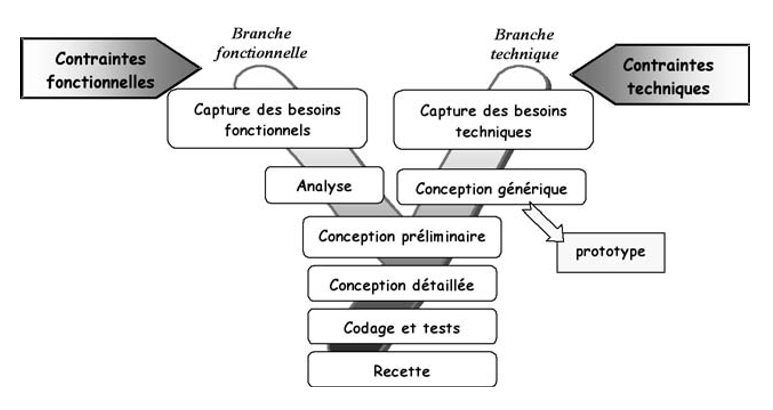 Branche
fonctionnelle
Branche
technique
Contraintes
fonctionnelles
Contraintes
techniques
Capture des besoins
fonctionnels
Capture des besoins
techniques
Analyse
Conception générique
Conception préliminaire
prototype
Conception détaillée
Codage et tests
Recette